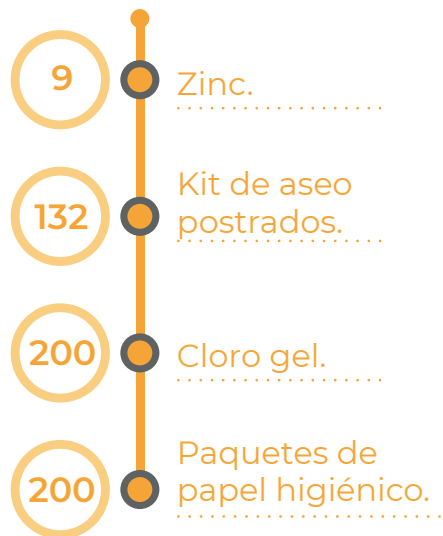 9
Zinc.
132
Kit de aseo
postrados.
200
Cloro gel.
200
Paquetes de
papel higiénico.